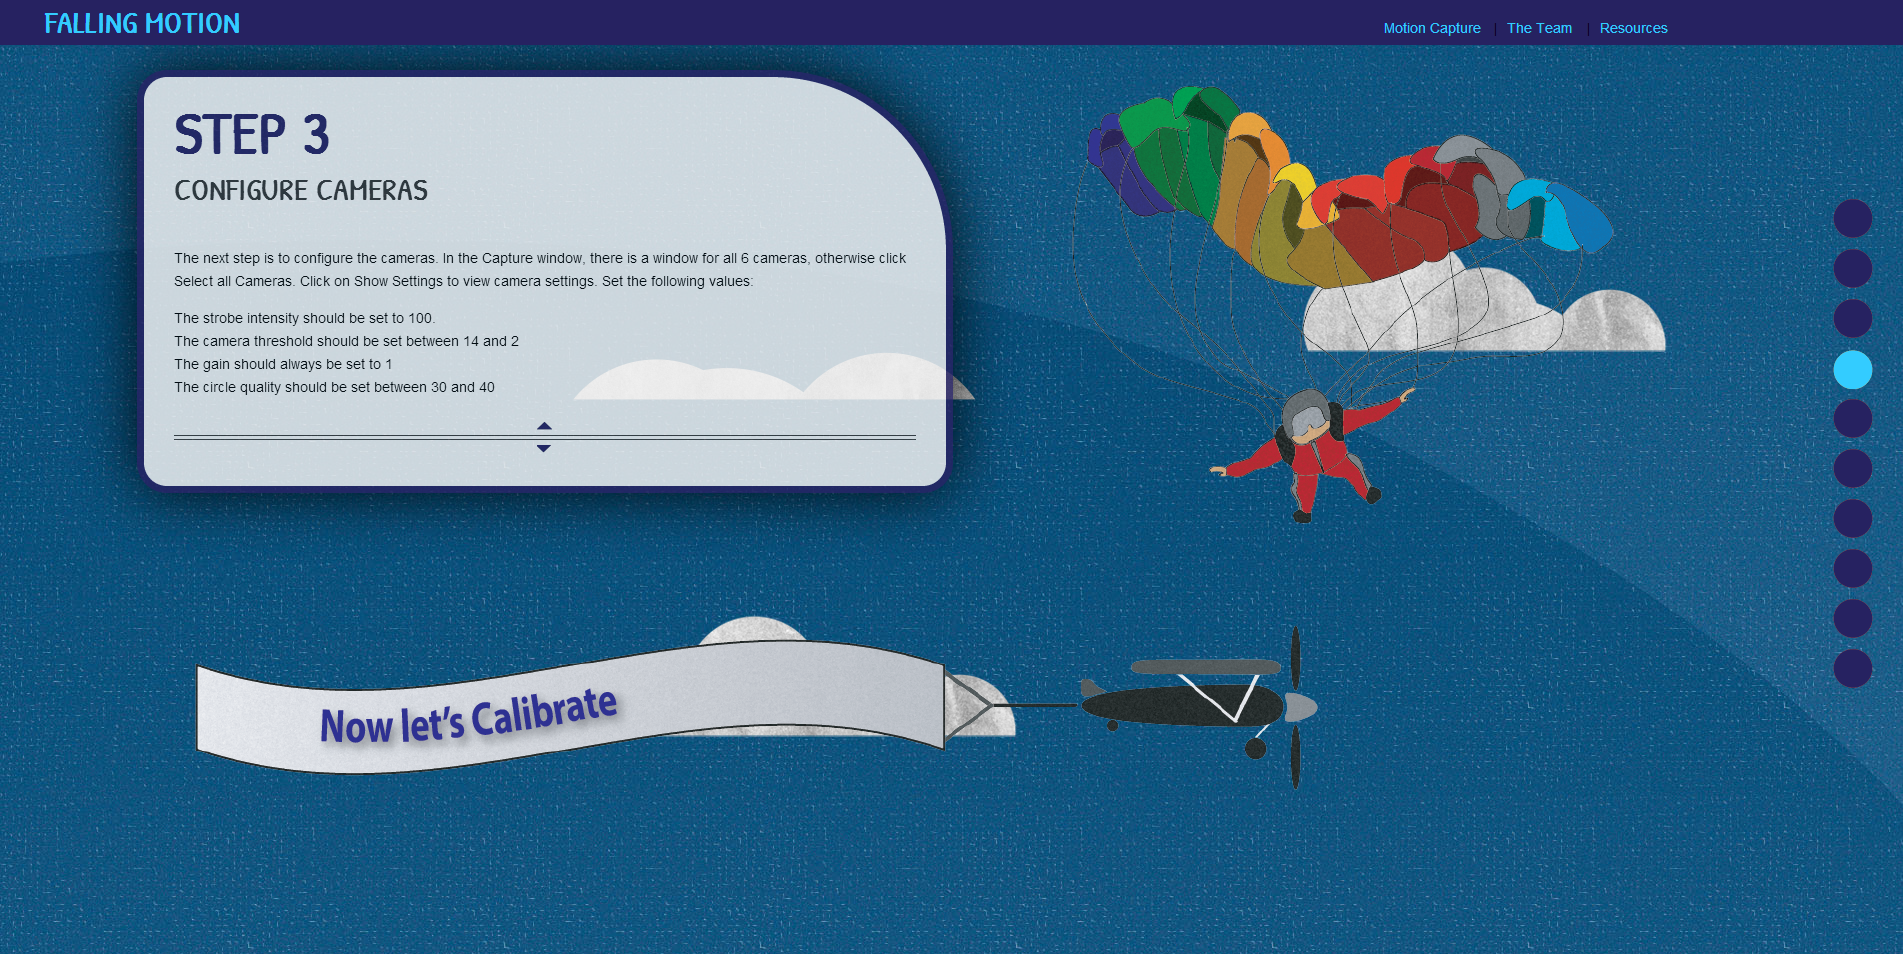 FALLING MOTION
Motion Capture | The Team | Resources
STEP 3
CONFIGURE CAMERAS
The next step is to configure the cameras. In the Capture window, there is a window for all 6 cameras, otherwise click
Select all Cameras. Click on Show Settings to view camera settings. Set the following values:
The strobe intensity should be set to 100.
The camera threshold should be set between 14 and 2
The gain should always be set to 1
The circle quality should be set between 30 and 40
Now let's Calibrate